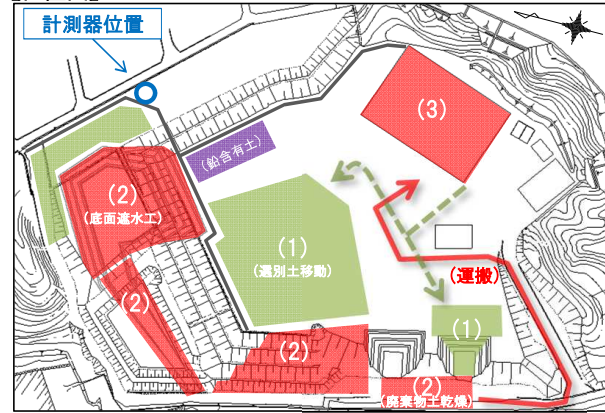 計測器位置
(3)
(鉛含有土)
(2)
(底面遮水工)
(1)
(選別土移動)
(運搬)
(2)
(1)
(2)
(2)
(廃棄物土乾燥)